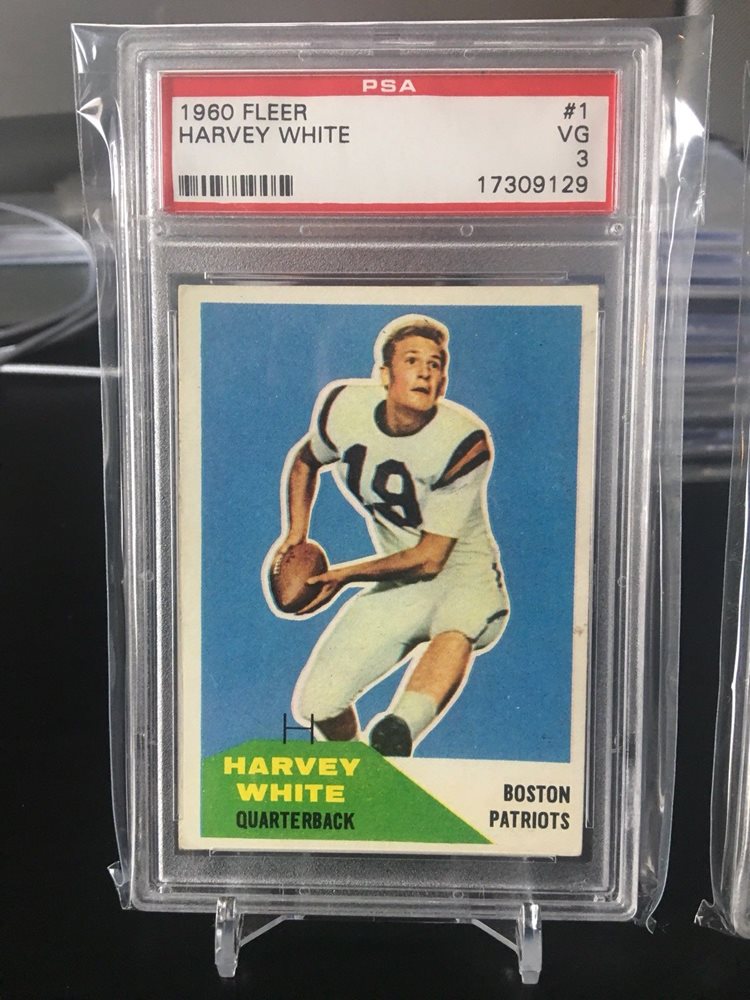 PSA
1960 FLEER #1
HARVEY WHITE VG
3
17309129
18
HARVEY
WHITE
QUARTERBACK
BOSTON
PATRIOTS